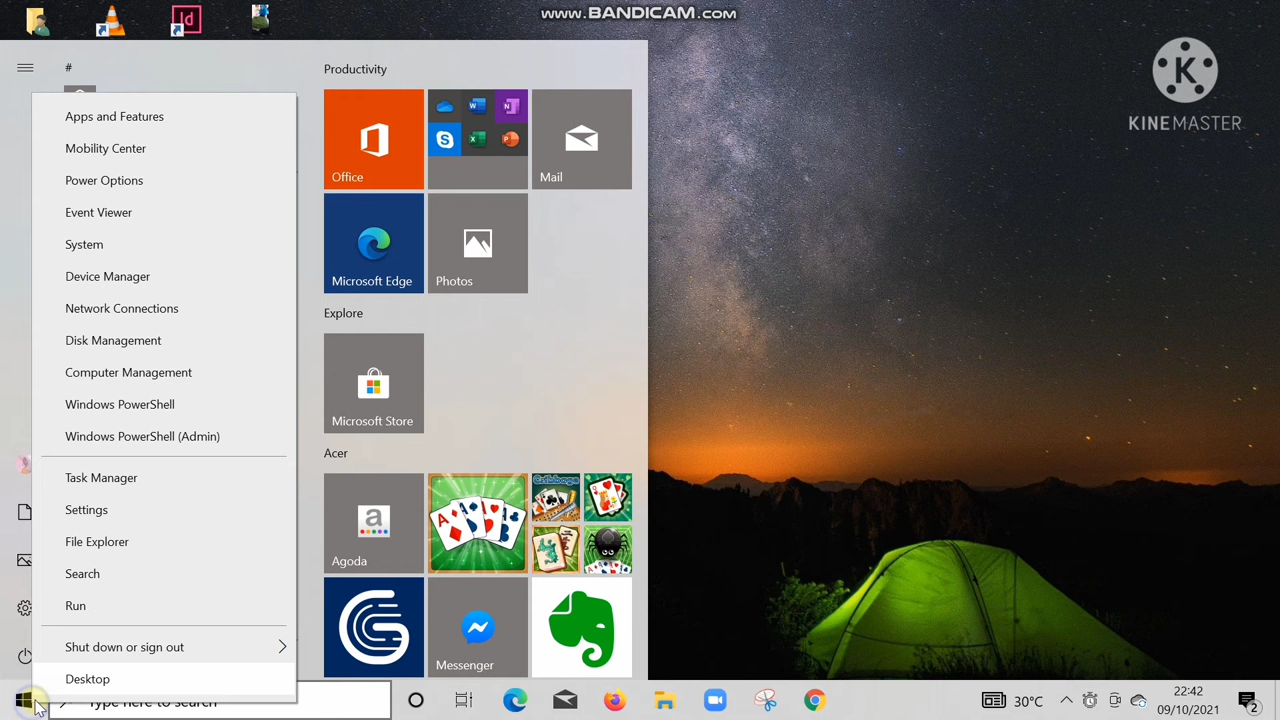 www.BANDICAM.com
K
KINEMASTER
#
Apps and Features
Mobility Center
Power Options
Event Viewer
System
Device Manager
Network Connections
Disk Management
Computer Management
Windows PowerShell
Windows PowerShell (Admin)
Task Manager
Settings
File Explorer
Search
Run
Shut down or sign out
Desktop
Productivity
Office
Mail
Microsoft Edge
Photos
Explore
Microsoft Store
Acer
a
Agoda
Cribbage
Messenger
Type here to search
30°C
22:42
09/10/2021
2